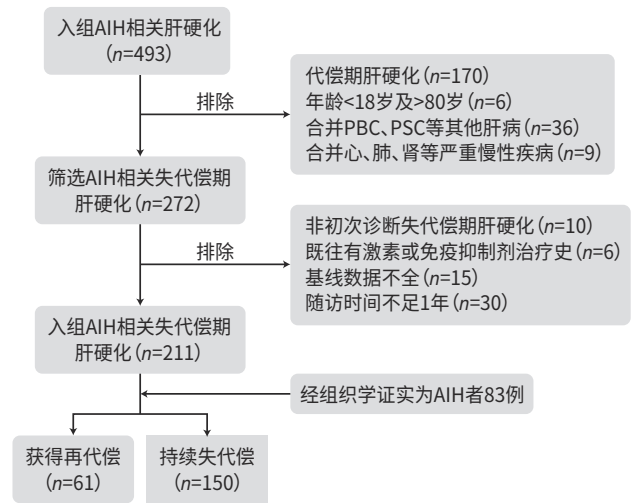 入组AIH相关肝硬化
（n=493）
排除
代偿期肝硬化（n=170）
年龄<18岁及>80岁（n=6）
合并PBC、PSC等其他肝病（n=36）
合并心、肺、肾等严重慢性疾病（n=9）
筛选AIH相关失代偿期
肝硬化（n=272）
排除
非初次诊断失代偿期肝硬化（n=10）
既往有激素或免疫抑制剂治疗史（n=6）
基线数据不全（n=15）
随访时间不足1年（n=30）
入组AIH相关失代偿期
肝硬化（n=211）
经组织学证实为AIH者83例
获得再代偿
（n=61）
持续失代偿
（n=150）